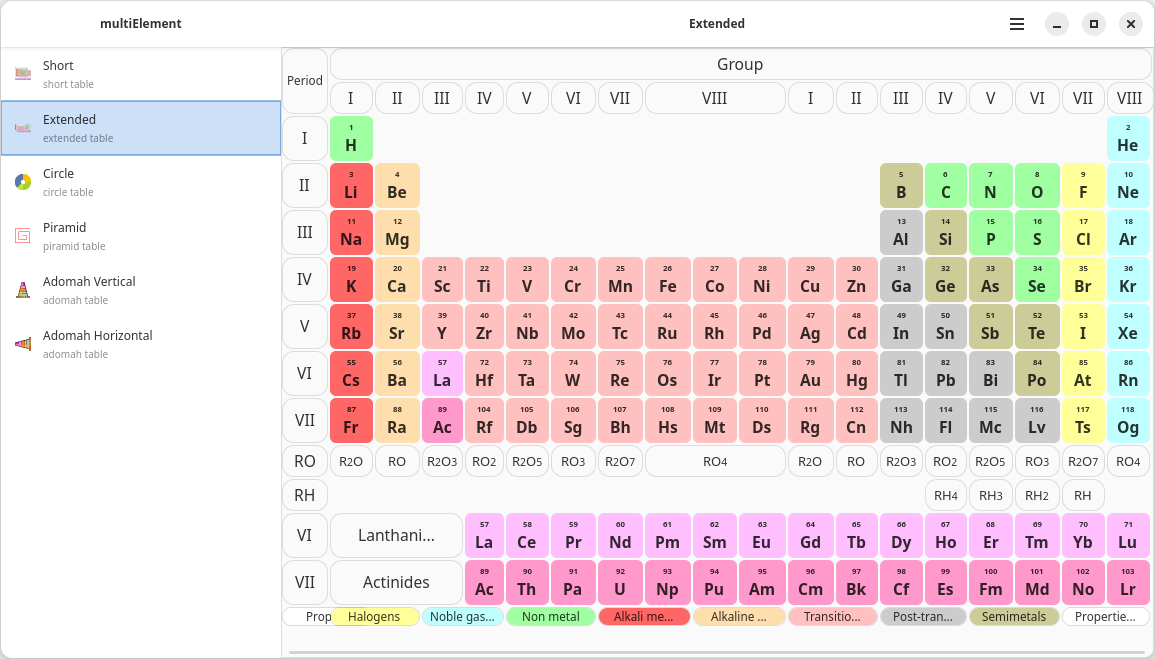 multiElement
Extended
Short
short table
Extended
extended table
Circle
circle table
Piramid
piramid table
Adomah Vertical
adomah table
Adomah Horizontal
adomah table
Period
Group
I II III IV V VI VII VIII I II III IV V VI VII VIII
I
1 2
H He
II
3 4 5 6 7 8 9 10
Li Be B C N O F Ne
III
11 12 13 14 15 16 17 18
Na Mg Al Si P S Cl Ar
IV
19 20 21 22 23 24 25 26 27 28 29 30 31 32 33 34 35 36
K Ca Sc Ti V Cr Mn Fe Co Ni Cu Zn Ga Ge As Se Br Kr
V
37 38 39 40 41 42 43 44 45 46 47 48 49 50 51 52 53 54
Rb Sr Y Zr Nb Mo Tc Ru Rh Pd Ag Cd In Sn Sb Te I Xe
VI
55 56 57 72 73 74 75 76 77 78 79 80 81 82 83 84 85 86
Cs Ba La Hf Ta W Re Os Ir Pt Au Hg Tl Pb Bi Po At Rn
VII
87 88 89 104 105 106 107 108 109 110 111 112 113 114 115 116 117 118
Fr Ra Ac Rf Db Sg Bh Hs Mt Ds Rg Cn Nh Fl Mc Lv Ts Og
RO R2O RO R2O3 RO2 R2O5 RO3 R2O7 RO4 R2O RO R2O3 RO2 R2O5 RO3 R2O7 RO4
RH RH4 RH3 RH2 RH
VI Lanthani...
57 58 59 60 61 62 63 64 65 66 67 68 69 70 71
La Ce Pr Nd Pm Sm Eu Gd Tb Dy Ho Er Tm Yb Lu
VII Actinides
89 90 91 92 93 94 95 96 97 98 99 100 101 102 103
Ac Th Pa U Np Pu Am Cm Bk Cf Es Fm Md No Lr
Prop Halogens Noble gas... Non metal Alkali me... Alkaline ... Transitio... Post-tran... Semimetals Propertie...